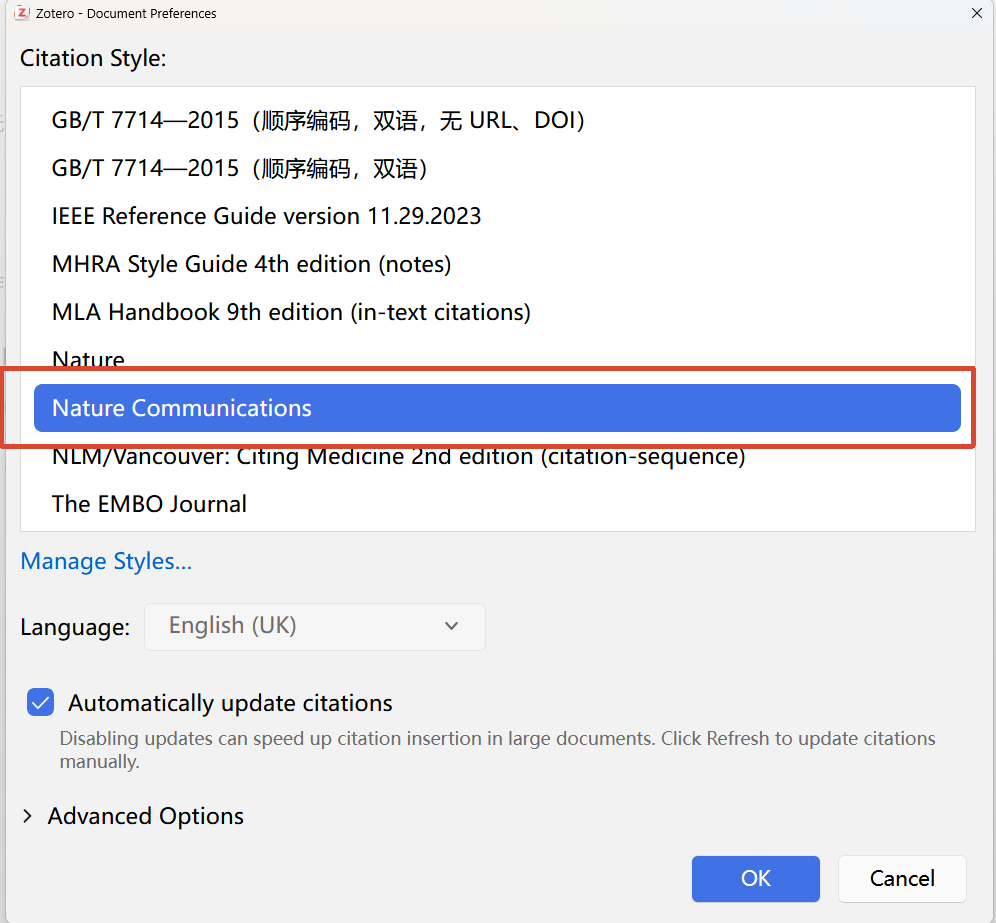 Zotero - Document Preferences
Citation Style:
GB/T 7714—2015（顺序编码，双语，无 URL、DOI）
GB/T 7714—2015（顺序编码，双语）
IEEE Reference Guide version 11.29.2023
MHRA Style Guide 4th edition (notes)
MLA Handbook 9th edition (in-text citations)
Nature
Nature Communications
NLM/Vancouver: Citing Medicine 2nd edition (citation-sequence)
The EMBO Journal
Manage Styles...
Language: English (UK)
Automatically update citations
Disabling updates can speed up citation insertion in large documents. Click Refresh to update citations
manually.
Advanced Options
OK Cancel